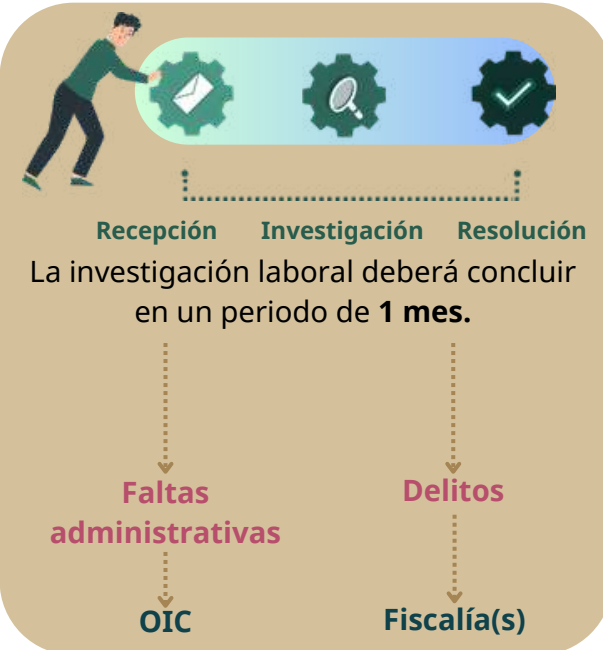 Recepción Investigación Resolución
La investigación laboral deberá concluir
en un periodo de 1 mes.
Faltas
administrativas
Delitos
OIC
Fiscalía(s)